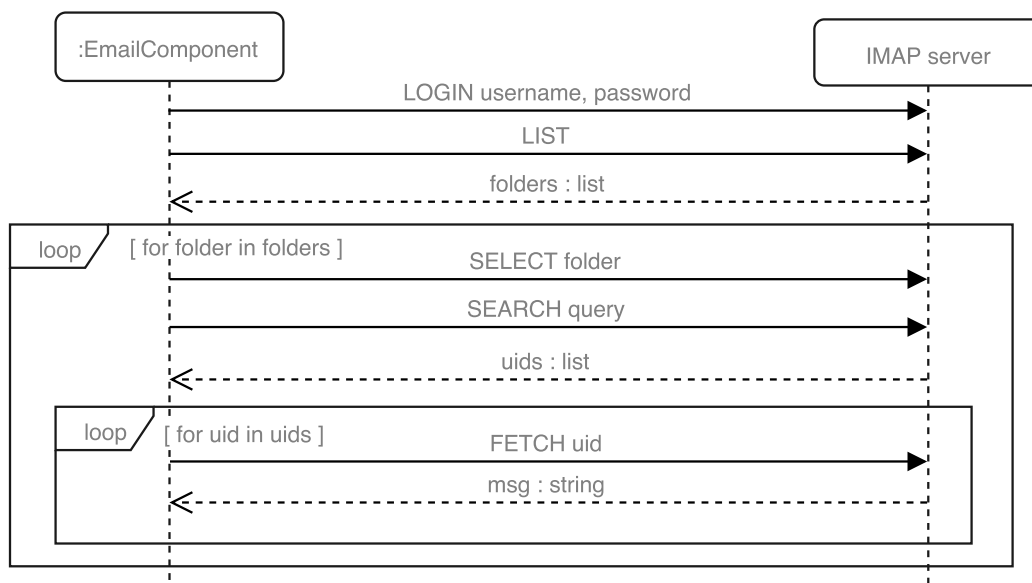 :EmailComponent
IMAP server
LOGIN username, password
LIST
folders : list
loop
[ for folder in folders ]
SELECT folder
SEARCH query
uids : list
loop
[ for uid in uids ]
FETCH uid
msg : string